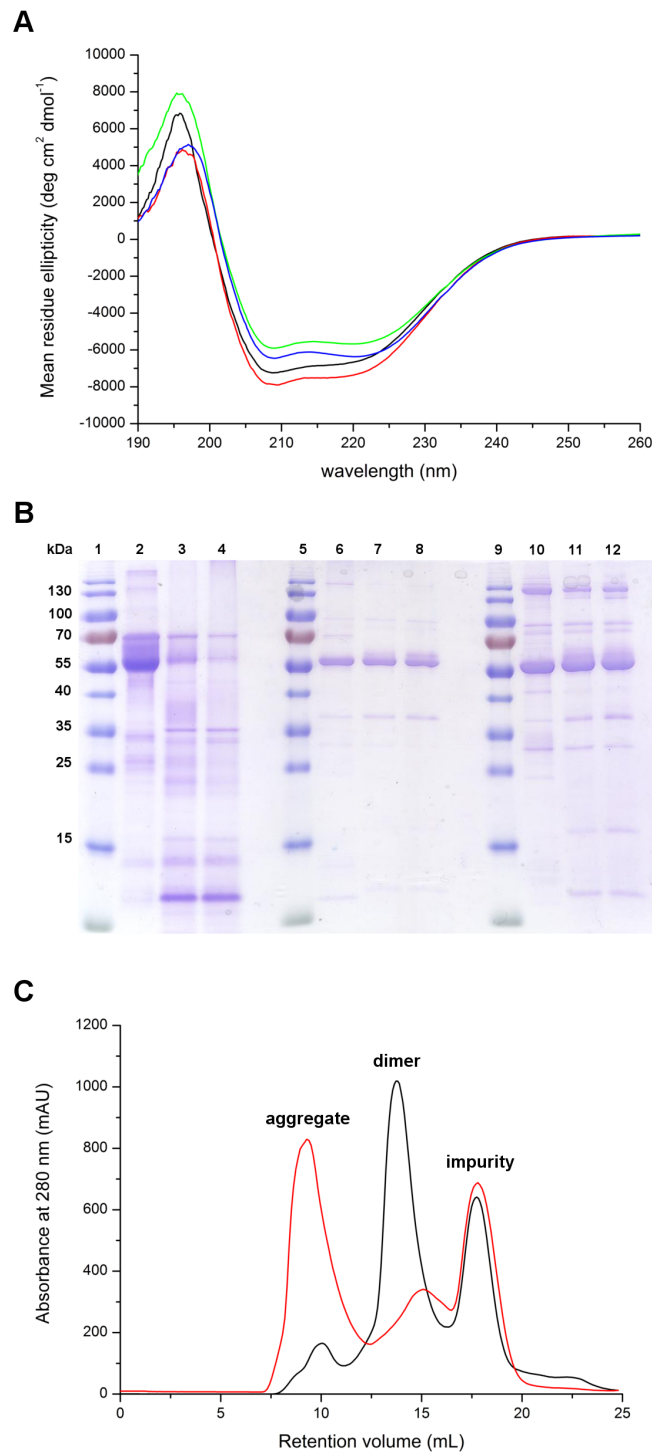 A
10000
8000
6000
4000
2000
0
-2000
-4000
-6000
-8000
-10000
Mean residue ellipticity (deg cm2 dmol-1)
190 200 210 220 230 240 250 260
wavelength (nm)
B
kDa 1 2 3 4 5 6 7 8 9 10 11 12
130
100
70
55
40
35
25
15
C
1200
1000
800
600
400
200
0
Absorbance at 280 nm (mAU)
dimer
aggregate
impurity
0 5 10 15 20 25
Retention volume (mL)